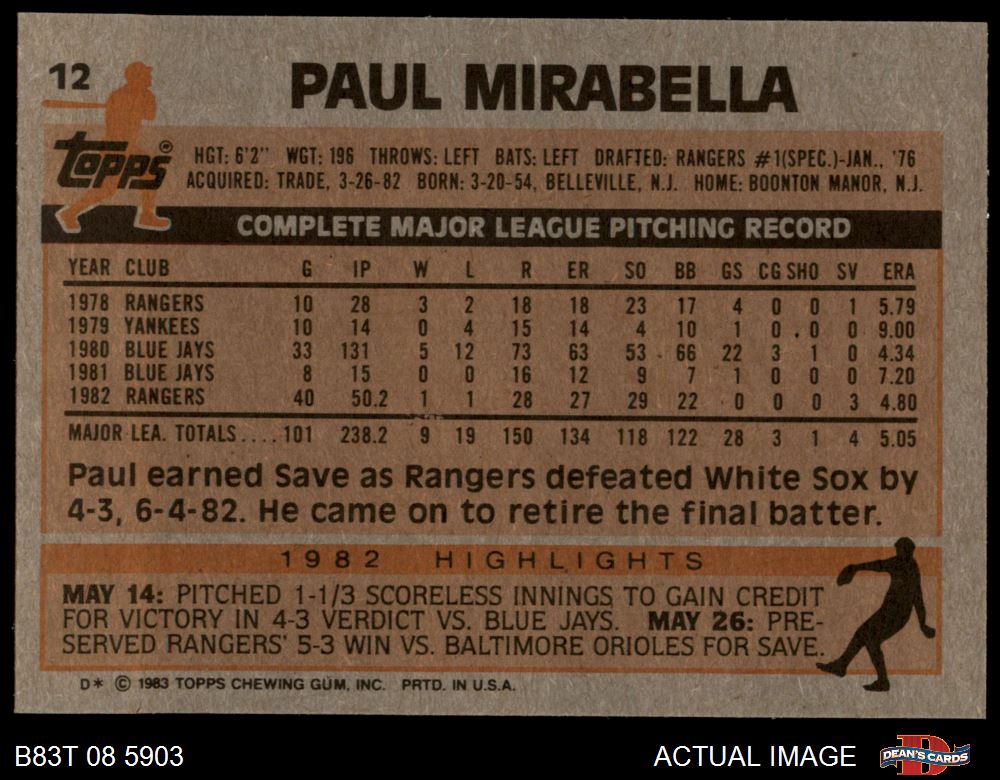 12
PAUL MIRABELLA
Topps®
HGT: 6'2" WGT: 196 THROWS: LEFT BATS: LEFT DRAFTED: RANGERS #1(SPEC.)-JAN., '76
ACQUIRED: TRADE, 3-26-82 BORN: 3-20-54, BELLEVILLE, N.J. HOME: BOONTON MANOR, N.J.
COMPLETE MAJOR LEAGUE PITCHING RECORD
YEAR CLUB G IP W L R ER SO BB GS CG SHO SV ERA
1978 RANGERS 10 28 3 2 18 18 23 17 4 0 0 1 5.79
1979 YANKEES 10 14 0 4 15 14 4 10 1 0 0 0 9.00
1980 BLUE JAYS 33 131 5 12 73 63 53 66 22 3 1 0 4.34
1981 BLUE JAYS 8 15 0 0 16 12 9 7 1 0 0 0 7.20
1982 RANGERS 40 50.2 1 1 28 27 29 22 0 0 0 3 4.80
MAJOR LEA. TOTALS.... 101 238.2 9 19 150 134 118 122 28 3 1 4 5.05
Paul earned Save as Rangers defeated White Sox by
4-3, 6-4-82. He came on to retire the final batter.
1982 HIGHLIGHTS
MAY 14: PITCHED 1-1/3 SCORELESS INNINGS TO GAIN CREDIT
FOR VICTORY IN 4-3 VERDICT VS. BLUE JAYS. MAY 26: PRE-
SERVED RANGERS' 5-3 WIN VS. BALTIMORE ORIOLES FOR SAVE.
D* © 1983 TOPPS CHEWING GUM, INC. PRTD. IN U.S.A.
B83T 08 5903
ACTUAL IMAGE
DEAN'S CARDS